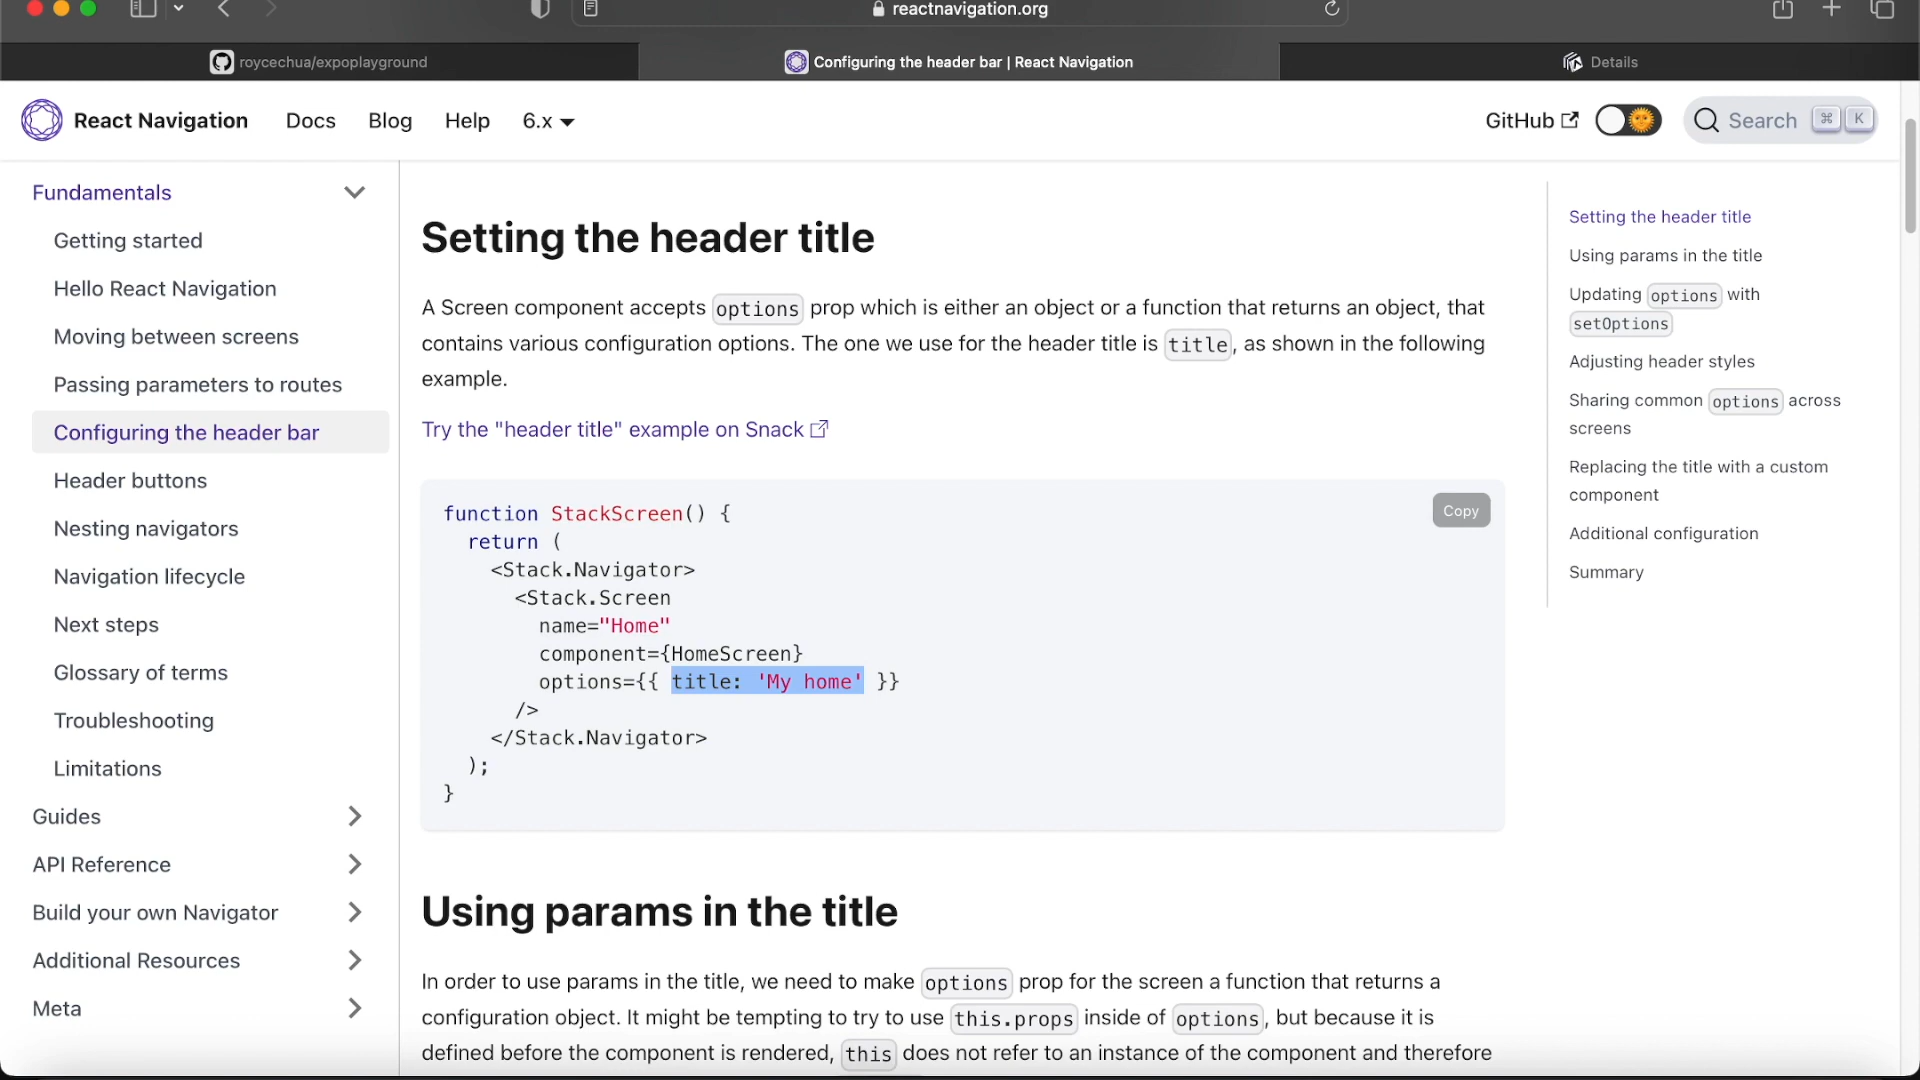 reactnavigation.org
roycechua/expoplayground
Configuring the header bar | React Navigation
Details
React Navigation
Docs
Blog
Help
6.x
GitHub
Search
⌘
K
Fundamentals
Getting started
Hello React Navigation
Moving between screens
Passing parameters to routes
Configuring the header bar
Header buttons
Nesting navigators
Navigation lifecycle
Next steps
Glossary of terms
Troubleshooting
Limitations
Guides
API Reference
Build your own Navigator
Additional Resources
Meta
Setting the header title
A Screen component accepts options prop which is either an object or a function that returns an object, that
contains various configuration options. The one we use for the header title is title, as shown in the following
example.
Try the "header title" example on Snack
Copy
function StackScreen() {
  return (
    <Stack.Navigator>
      <Stack.Screen
        name="Home"
        component={HomeScreen}
        options={{ title: 'My home' }}
      />
    </Stack.Navigator>
  );
}
Using params in the title
In order to use params in the title, we need to make options prop for the screen a function that returns a
configuration object. It might be tempting to try to use this.props inside of options, but because it is
defined before the component is rendered, this does not refer to an instance of the component and therefore
Setting the header title
Using params in the title
Updating options with
setOptions
Adjusting header styles
Sharing common options across
screens
Replacing the title with a custom
component
Additional configuration
Summary